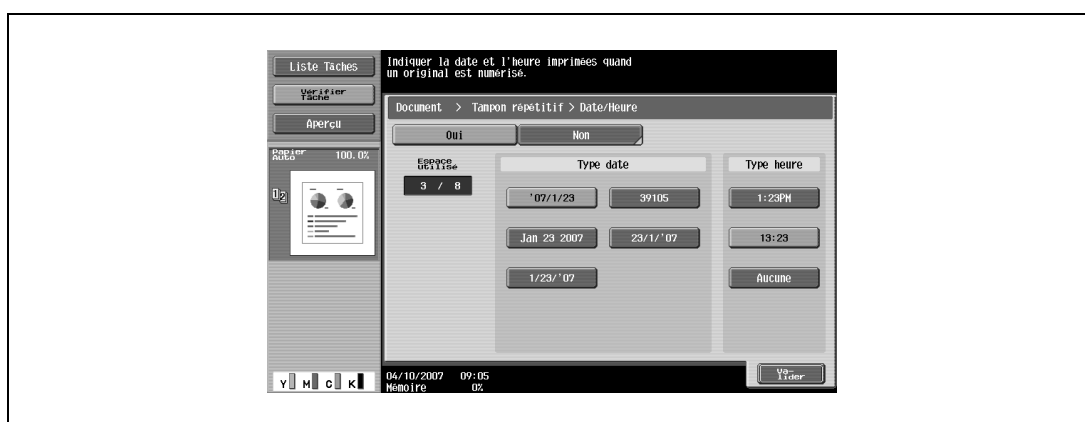 Liste Tâches
Vérifier
Tâche
Aperçu
Papier
Auto 100.0%
12
Indiquer la date et l'heure imprimées quand
un original est numérisé.
Document > Tampon répétitif > Date/Heure
Oui Non
Espace
utilisé
3 / 8
Type date
'07/1/23 39105
Jan 23 2007 23/1/'07
1/23/'07
Type heure
1:23PM
13:23
Aucune
Y M C K
04/10/2007 09:05
Mémoire 0%
Va-
lider